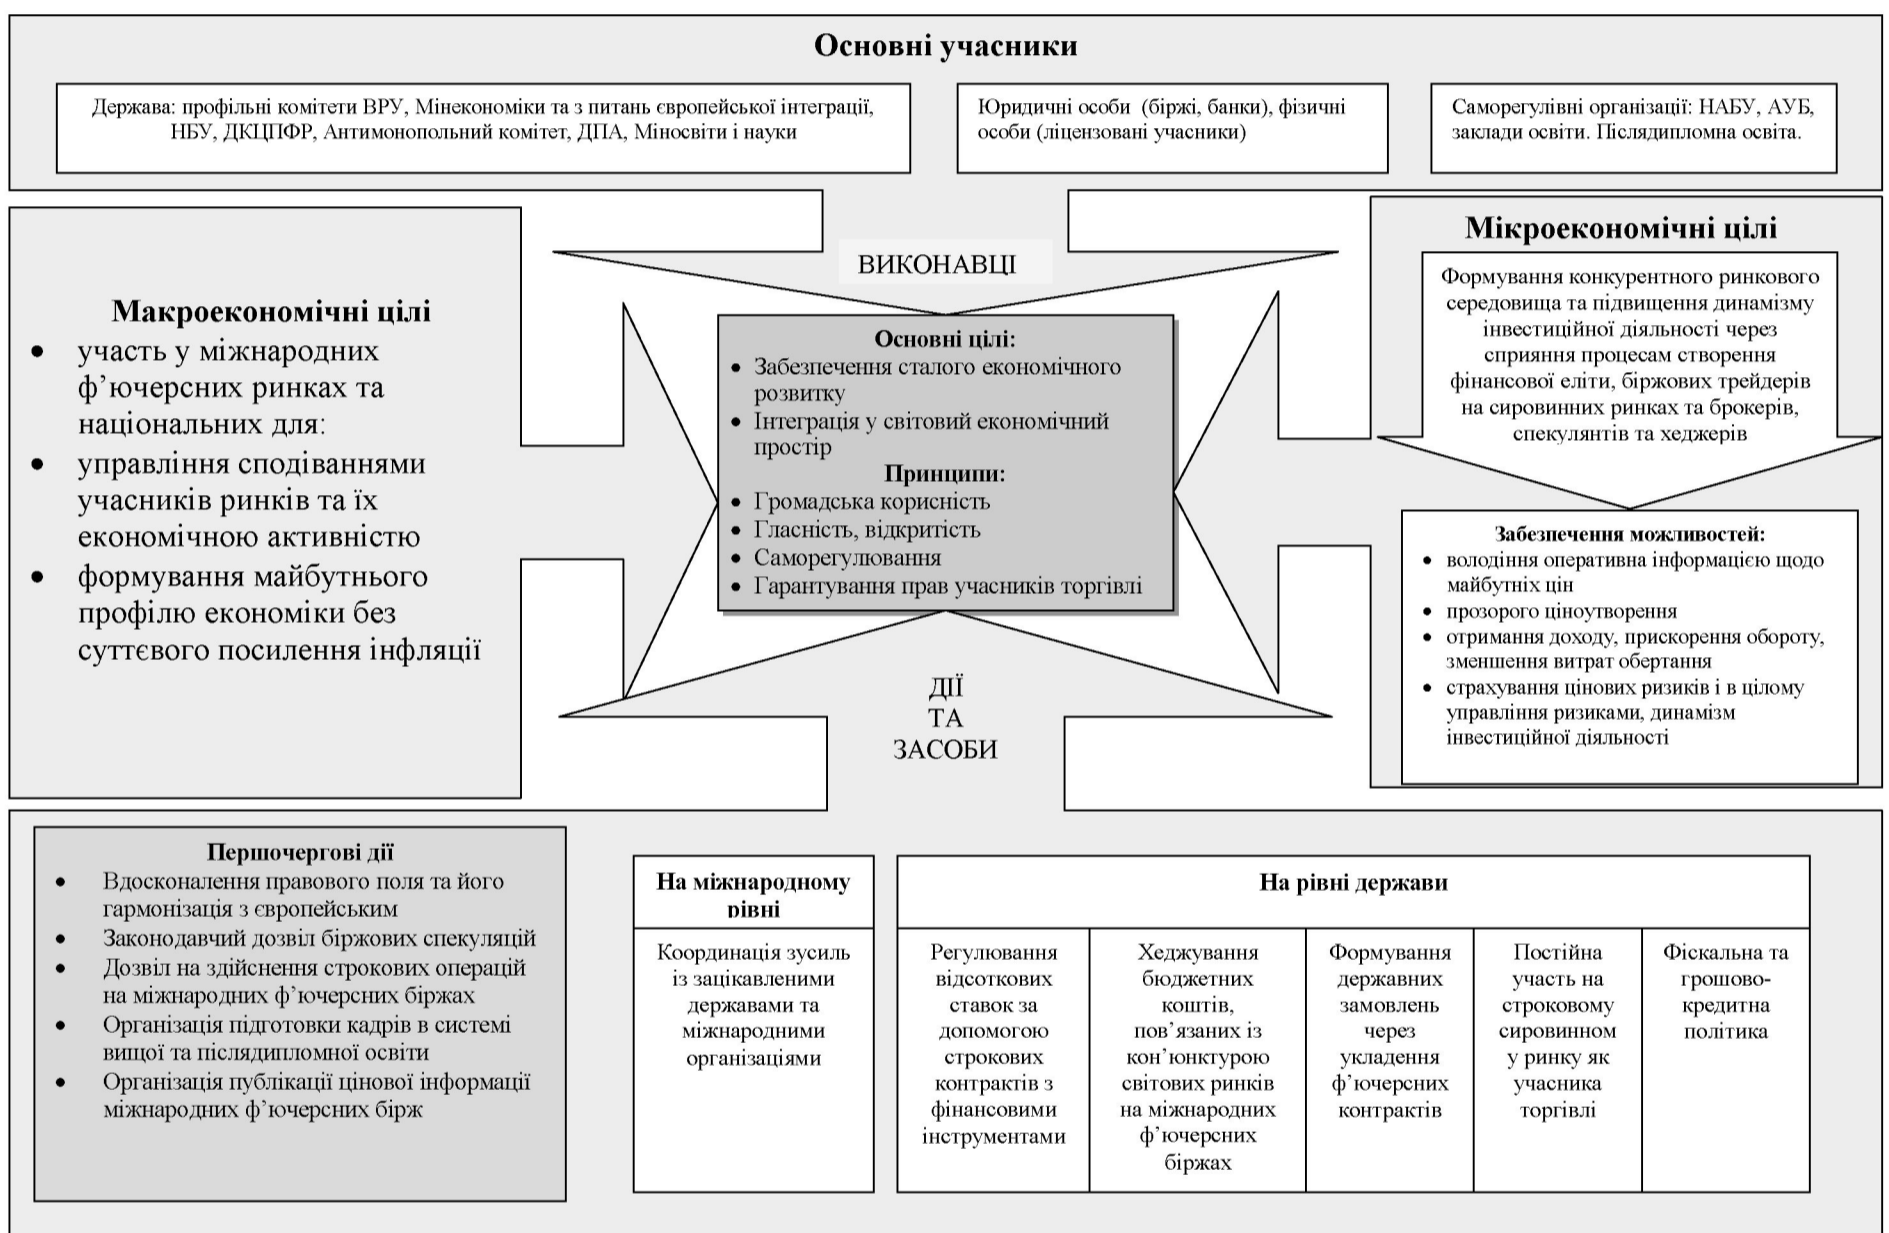 Основні учасники
Держава: профільні комітети ВРУ, Мінекономіки та з питань європейської інтеграції,
НБУ, ДКЦПФР, Антимонопольний комітет, ДПА, Міносвіти і науки
Юридичні особи (біржі, банки), фізичні
особи (ліцензовані учасники)
Саморегулівні організації: НАБУ, АУБ,
заклади освіти. Післядипломна освіта.
ВИКОНАВЦІ
Макроекономічні цілі
• участь у міжнародних
ф’ючерсних ринках та
національних для:
• управління сподіваннями
учасників ринків та їх
економічною активністю
• формування майбутнього
профілю економіки без
суттєвого посилення інфляції
Основні цілі:
• Забезпечення сталого економічного
розвитку
• Інтеграція у світовий економічний
простір
Принципи:
• Громадська корисність
• Гласність, відкритість
• Саморегулювання
• Гарантування прав учасників торгівлі
Мікроекономічні цілі
Формування конкурентного ринкового
середовища та підвищення динамізму
інвестиційної діяльності через
сприяння процесам створення
фінансової еліти, біржових трейдерів
на сировинних ринках та брокерів,
спекулянтів та хеджерів
Забезпечення можливостей:
• володіння оперативна інформацією щодо
майбутніх цін
• прозорого ціноутворення
• отримання доходу, прискорення обороту,
зменшення витрат обертання
• страхування цінових ризиків і в цілому
управління ризиками, динамізм
інвестиційної діяльності
ДІЇ
ТА
ЗАСОБИ
Першочергові дії
• Вдосконалення правового поля та його
гармонізація з європейським
• Законодавчий дозвіл біржових спекуляцій
• Дозвіл на здійснення строкових операцій
на міжнародних ф’ючерсних біржах
• Організація підготовки кадрів в системі
вищої та післядипломної освіти
• Організація публікації цінової інформації
міжнародних ф’ючерсних бірж
На міжнародному
рівні
Координація зусиль
із зацікавленими
державами та
міжнародними
організаціями
На рівні держави
Регулювання
відсоткових
ставок за
допомогою
строкових
контрактів з
фінансовими
інструментами
Хеджування
бюджетних
коштів,
пов’язаних із
кон’юнктурою
світових ринків
на міжнародних
ф’ючерсних
біржах
Формування
державних
замовлень
через
укладення
ф’ючерсних
контрактів
Постійна
участь на
строковому
сировинном
у ринку як
учасника
торгівлі
Фіскальна та
грошово-
кредитна
політика